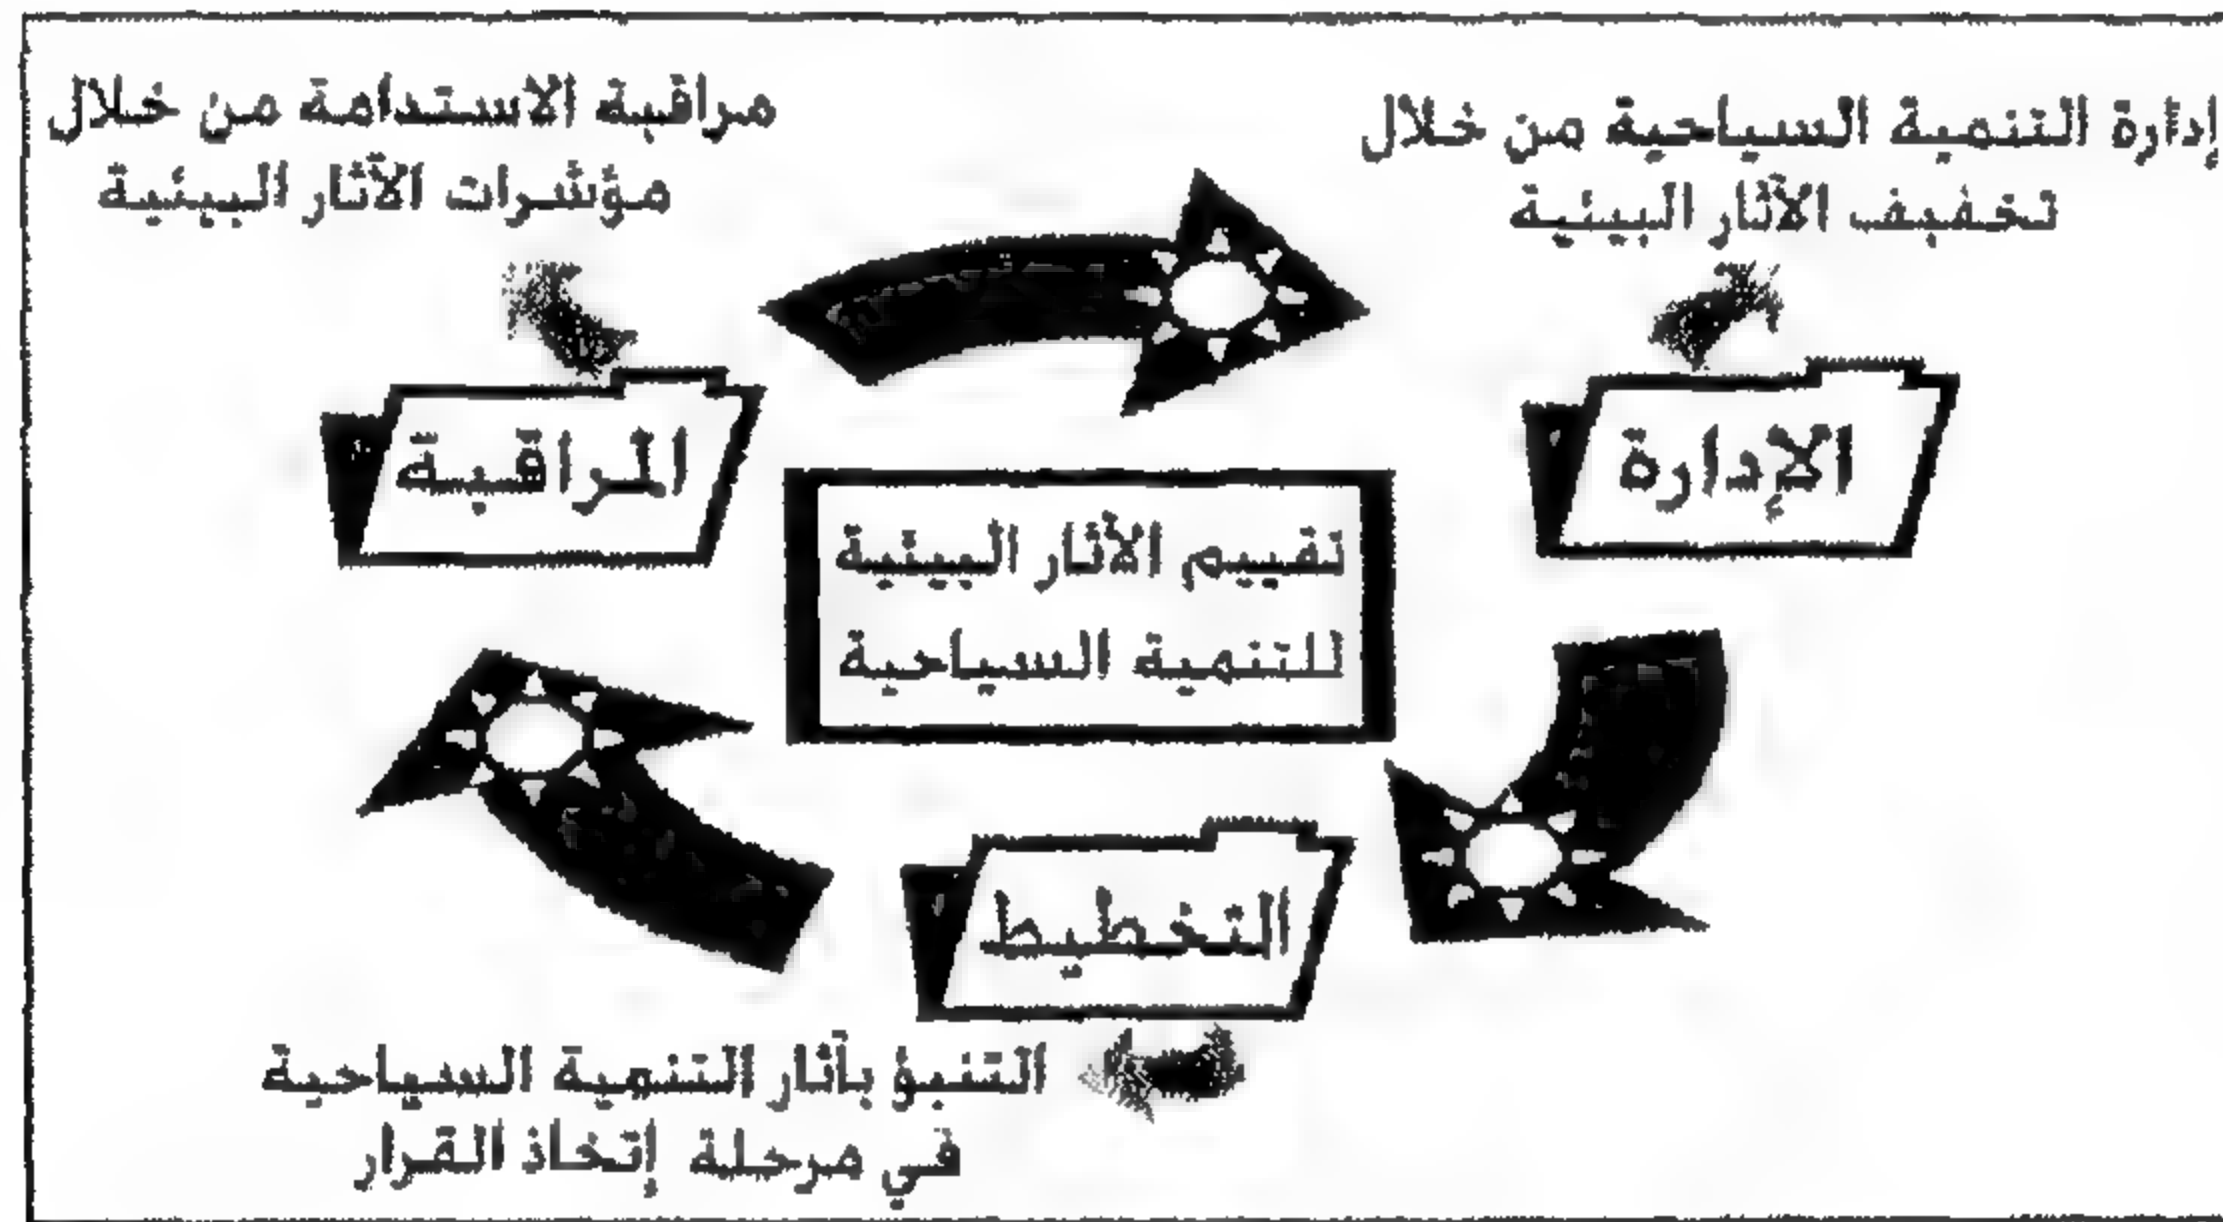 إدارة التنمية السياحية من خلال
تخفيف الآثار البيئية
مراقبة الاستدامة من خلال
مؤشرات الآثار البيئية
الإدارة
المراقبة
تقييم الآثار البيئية
للتنمية السياحية
التخطيط
التنبؤ بآثار التنمية السياحية
في مرحلة إتخاذ القرار